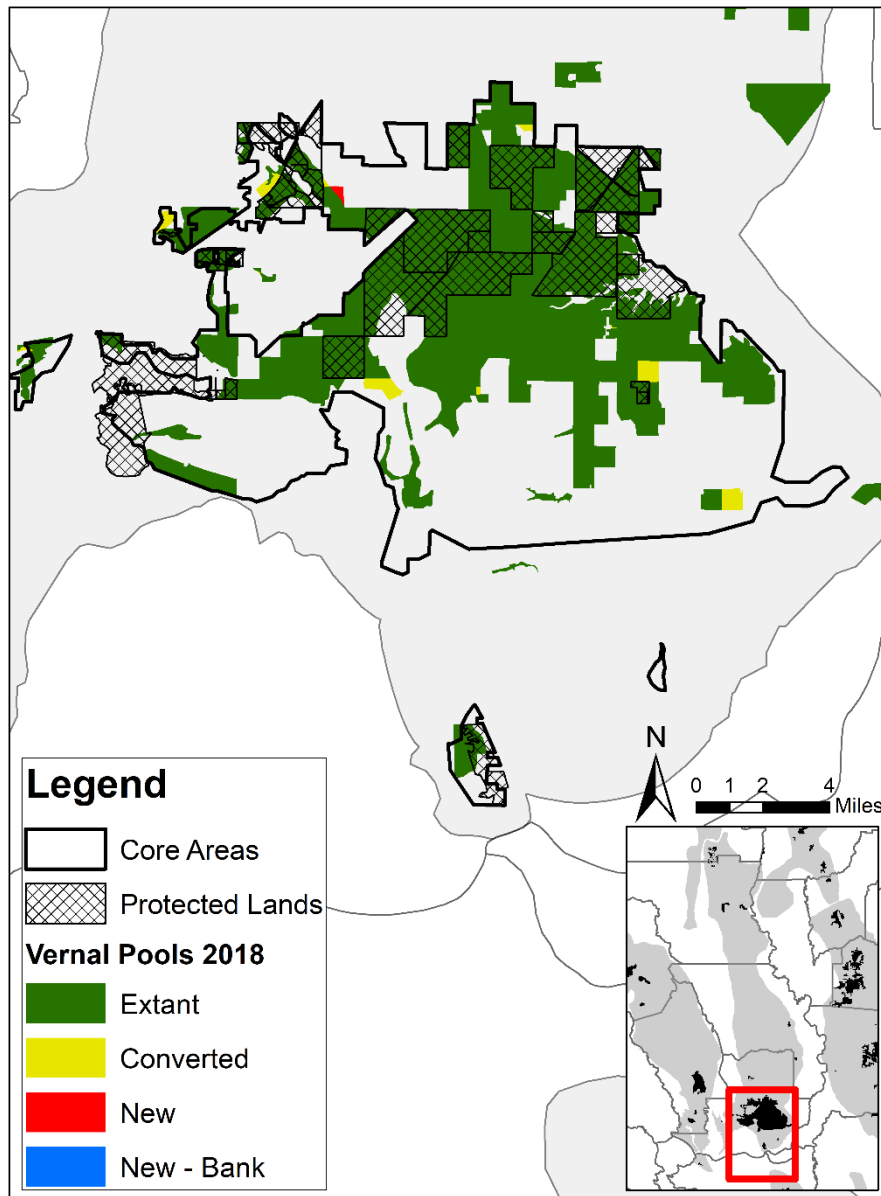 Legend
Core Areas
Protected Lands
Vernal Pools 2018
Extant
Converted
New
New - Bank
N
0 1 2 4
Miles